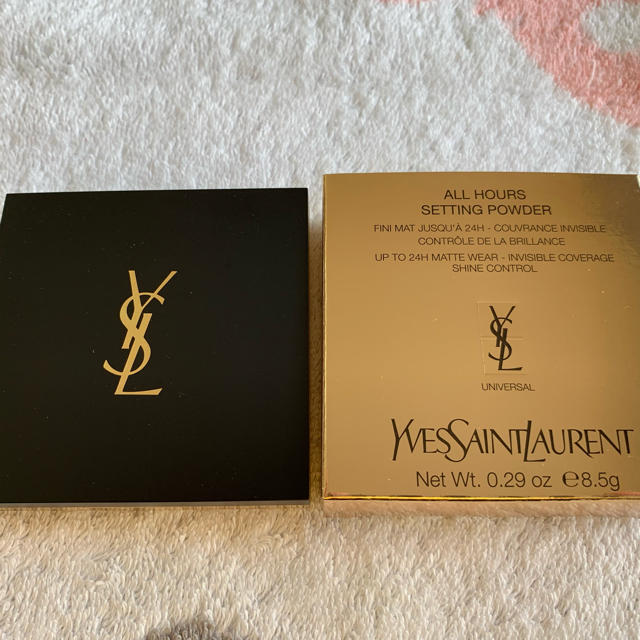 YSL
ALL HOURS
SETTING POWDER
FINI MAT JUSQU'À 24H - COUVRANCE INVISIBLE
CONTRÔLE DE LA BRILLANCE
UP TO 24H MATTE WEAR - INVISIBLE COVERAGE
SHINE CONTROL
YSL
UNIVERSAL
YVESSAINTLAURENT
Net Wt. 0.29 oz ℮8.5g